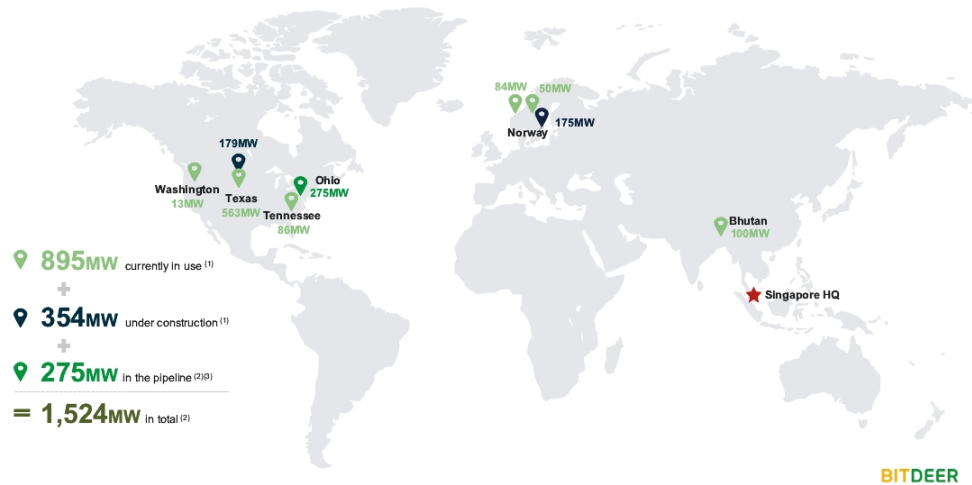 84MW
50MW
175MW
Norway
179MW
Ohio
275MW
Washington
13MW
Texas
563MW
Tennessee
86MW
Bhutan
100MW
Singapore HQ
895MW currently in use (1)
+
354MW under construction (1)
+
275MW in the pipeline (2)(3)
= 1,524MW in total (2)
BITDEER